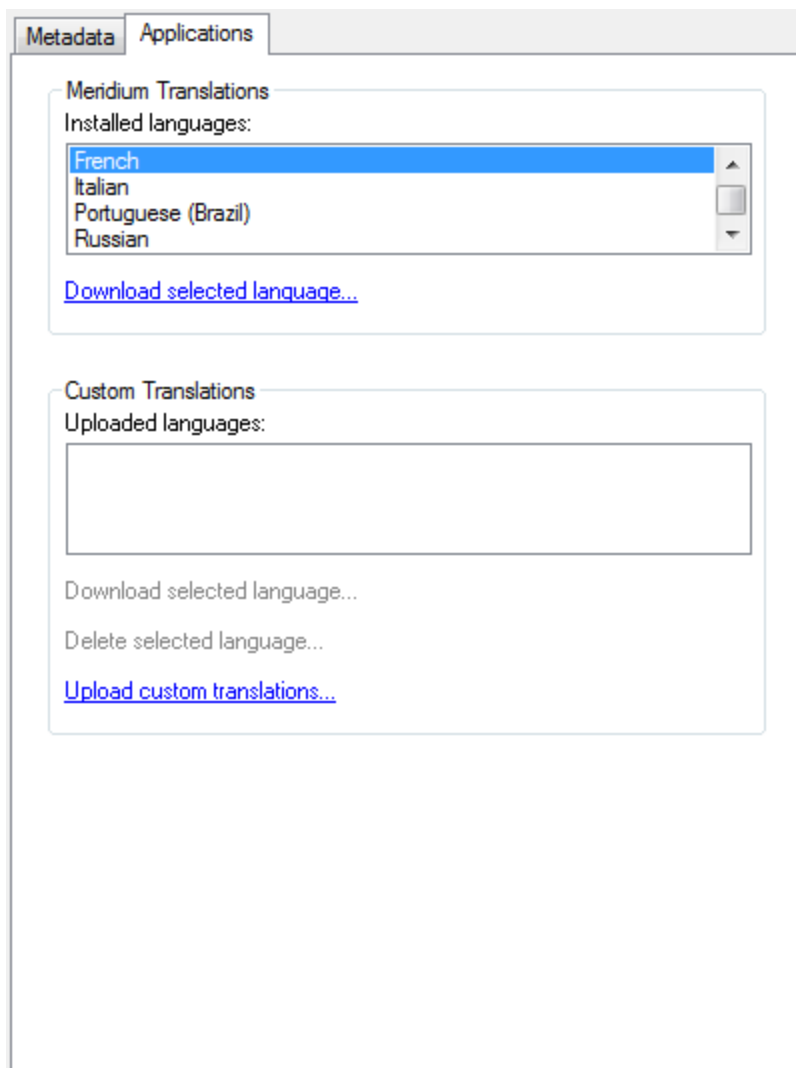 Metadata
Applications
Meridium Translations
Installed languages:
French
Italian
Portuguese (Brazil)
Russian
Download selected language...
Custom Translations
Uploaded languages:
Download selected language...
Delete selected language...
Upload custom translations...